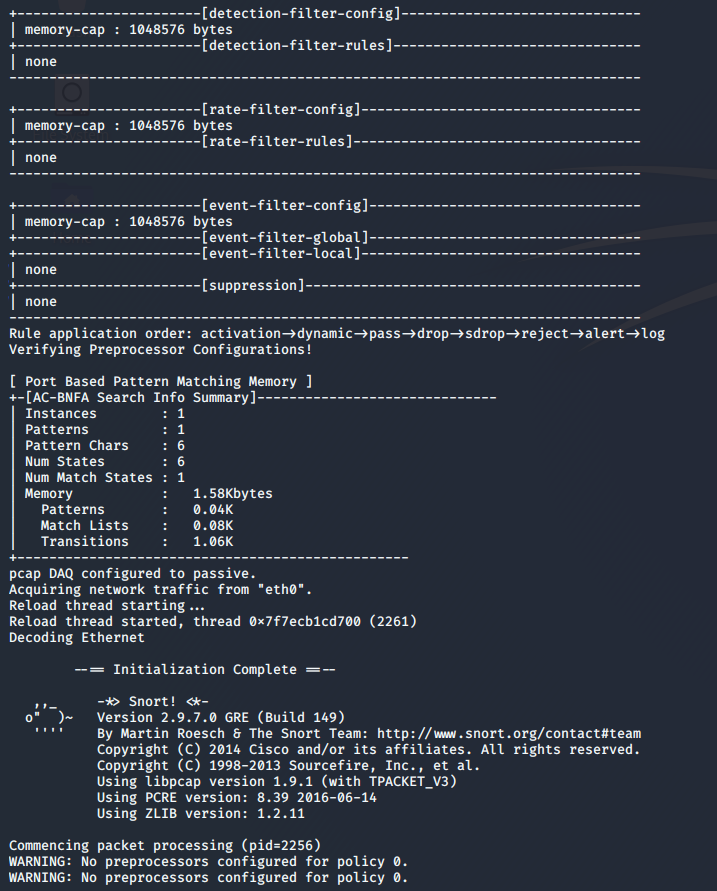 +-----------------------[detection-filter-config]------------------------------
| memory-cap : 1048576 bytes
+-----------------------[detection-filter-rules]-------------------------------
| none
-------------------------------------------------------------------------------
+-----------------------[rate-filter-config]-----------------------------------
| memory-cap : 1048576 bytes
+-----------------------[rate-filter-rules]------------------------------------
| none
-------------------------------------------------------------------------------
+-----------------------[event-filter-config]----------------------------------
| memory-cap : 1048576 bytes
+-----------------------[event-filter-global]----------------------------------
+-----------------------[event-filter-local]-----------------------------------
| none
+-----------------------[suppression]------------------------------------------
| none
-------------------------------------------------------------------------------
Rule application order: activation->dynamic->pass->drop->sdrop->reject->alert->log
Verifying Preprocessor Configurations!
[ Port Based Pattern Matching Memory ]
+-[AC-BNFA Search Info Summary]------------------------------
| Instances        : 1
| Patterns         : 1
| Pattern Chars    : 6
| Num States       : 6
| Num Match States : 1
| Memory           :   1.58Kbytes
|   Patterns       :   0.04K
|   Match Lists    :   0.08K
|   Transitions    :   1.06K
+-------------------------------------------------
pcap DAQ configured to passive.
Acquiring network traffic from "eth0".
Reload thread starting...
Reload thread started, thread 0x7f7ecb1cd700 (2261)
Decoding Ethernet
--== Initialization Complete ==--
,,_     -*> Snort! <*-
o"  )~   Version 2.9.7.0 GRE (Build 149)
''''    By Martin Roesch & The Snort Team: http://www.snort.org/contact#team
Copyright (C) 2014 Cisco and/or its affiliates. All rights reserved.
Copyright (C) 1998-2013 Sourcefire, Inc., et al.
Using libpcap version 1.9.1 (with TPACKET_V3)
Using PCRE version: 8.39 2016-06-14
Using ZLIB version: 1.2.11
Commencing packet processing (pid=2256)
WARNING: No preprocessors configured for policy 0.
WARNING: No preprocessors configured for policy 0.